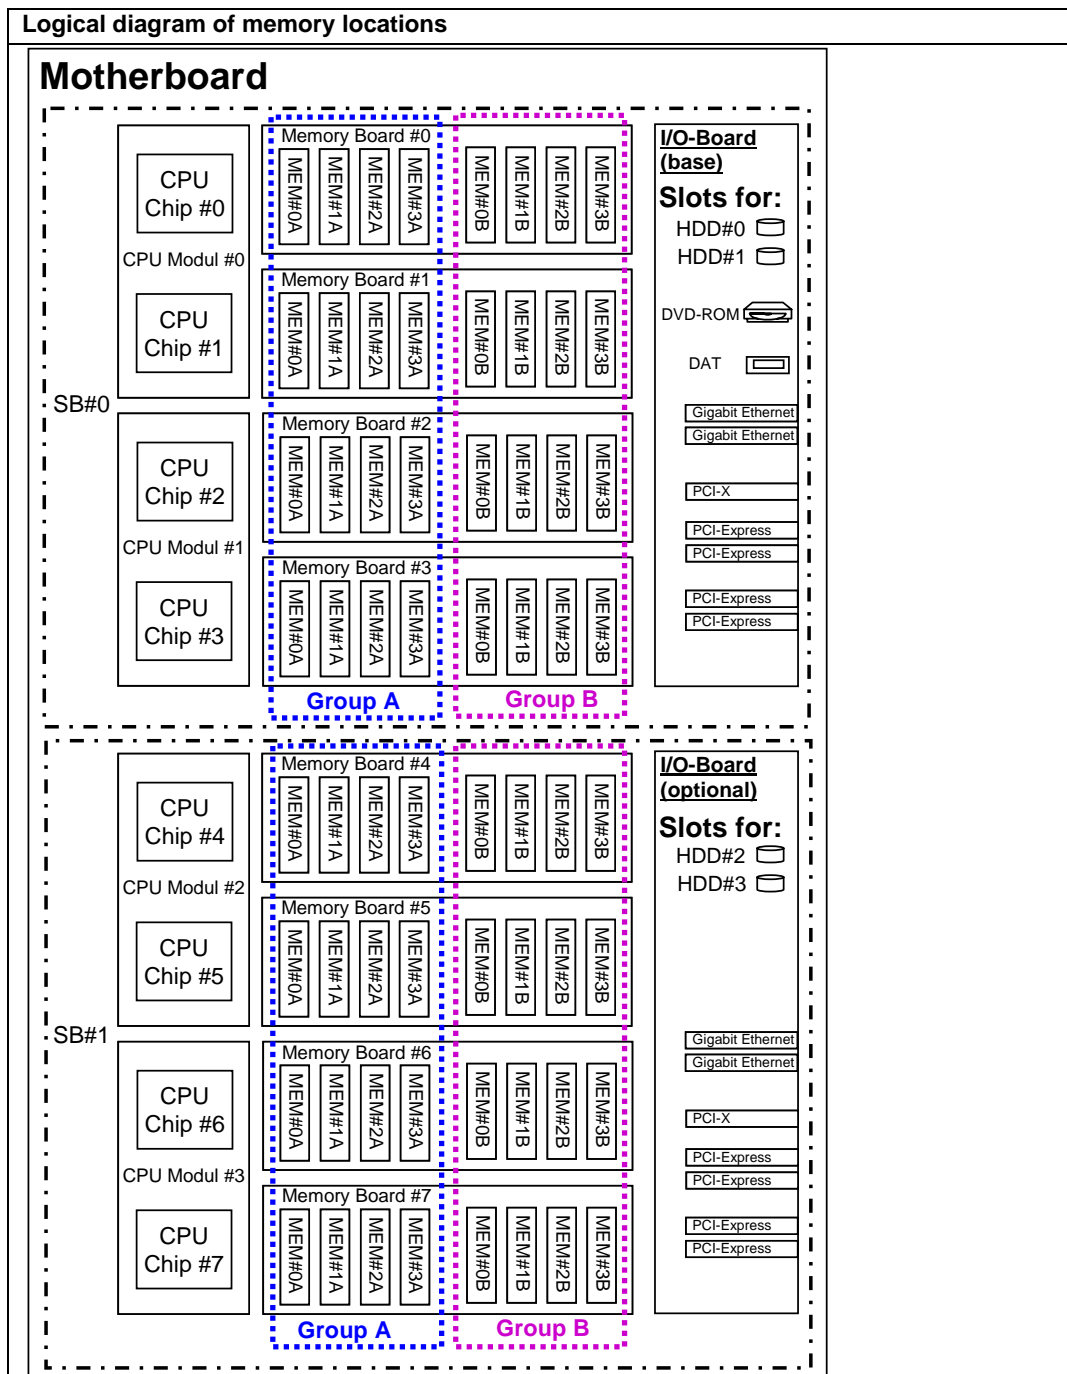 Logical diagram of memory locations
Motherboard
SB#0
CPU
Chip #0
CPU Modul #0
CPU
Chip #1
CPU
Chip #2
CPU Modul #1
CPU
Chip #3
Memory Board #0
MEM#0A MEM#1A MEM#2A MEM#3A MEM#0B MEM#1B MEM#2B MEM#3B
Memory Board #1
MEM#0A MEM#1A MEM#2A MEM#3A MEM#0B MEM#1B MEM#2B MEM#3B
Memory Board #2
MEM#0A MEM#1A MEM#2A MEM#3A MEM#0B MEM#1B MEM#2B MEM#3B
Memory Board #3
MEM#0A MEM#1A MEM#2A MEM#3A MEM#0B MEM#1B MEM#2B MEM#3B
Group A Group B
I/O-Board
(base)
Slots for:
HDD#0
HDD#1
DVD-ROM
DAT
Gigabit Ethernet
Gigabit Ethernet
PCI-X
PCI-Express
PCI-Express
PCI-Express
PCI-Express
SB#1
CPU
Chip #4
CPU Modul #2
CPU
Chip #5
CPU
Chip #6
CPU Modul #3
CPU
Chip #7
Memory Board #4
MEM#0A MEM#1A MEM#2A MEM#3A MEM#0B MEM#1B MEM#2B MEM#3B
Memory Board #5
MEM#0A MEM#1A MEM#2A MEM#3A MEM#0B MEM#1B MEM#2B MEM#3B
Memory Board #6
MEM#0A MEM#1A MEM#2A MEM#3A MEM#0B MEM#1B MEM#2B MEM#3B
Memory Board #7
MEM#0A MEM#1A MEM#2A MEM#3A MEM#0B MEM#1B MEM#2B MEM#3B
Group A Group B
I/O-Board
(optional)
Slots for:
HDD#2
HDD#3
Gigabit Ethernet
Gigabit Ethernet
PCI-X
PCI-Express
PCI-Express
PCI-Express
PCI-Express